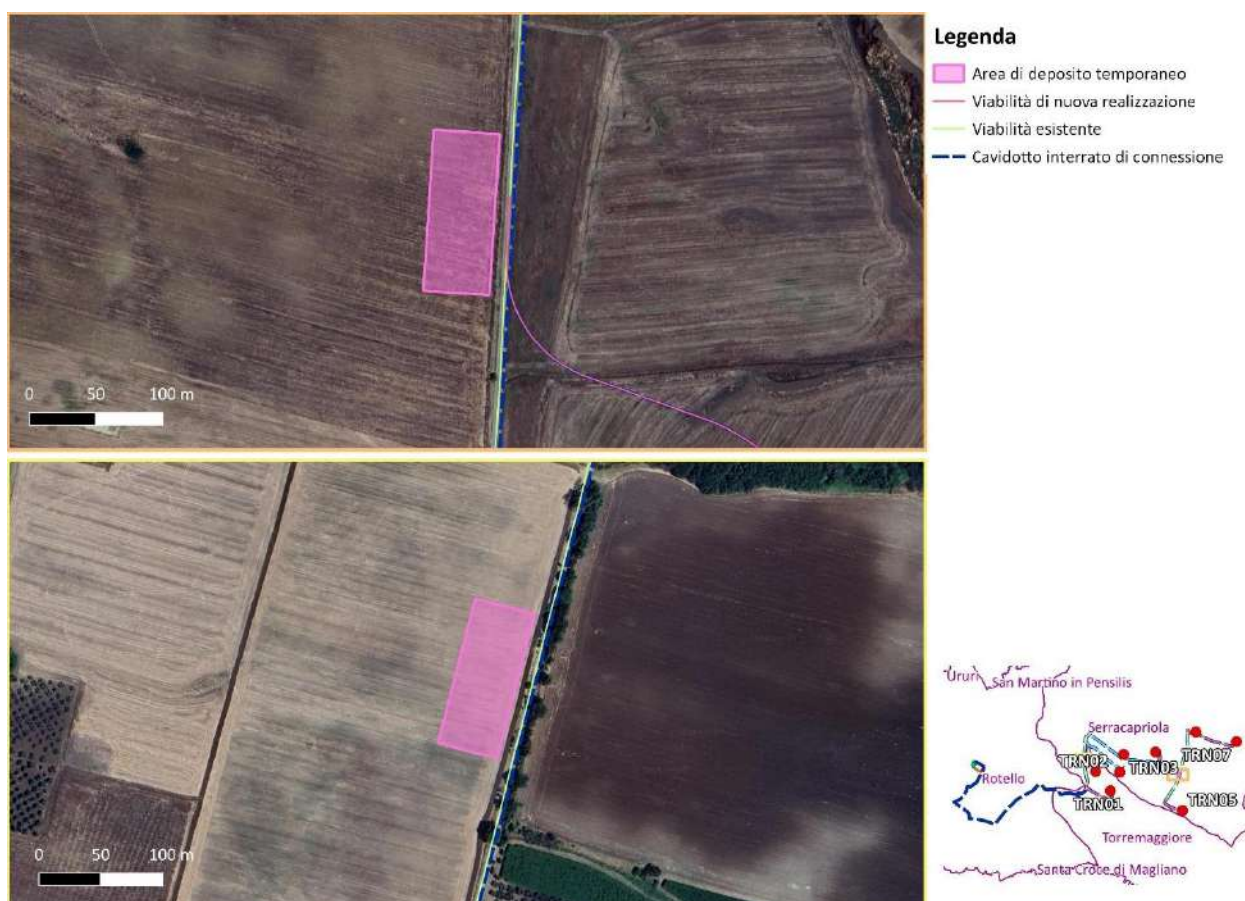 Legenda
Area di deposito temporaneo
Viabilità di nuova realizzazione
Viabilità esistente
Cavidotto interrato di connessione
0 50 100 m
0 50 100 m
Ururi
San Martino in Pensilis
Serracapriola
TRN07
TRN02
TRN03
Rotello
TRN01
TRN05
Torremaggiore
Santa Croce di Magliano